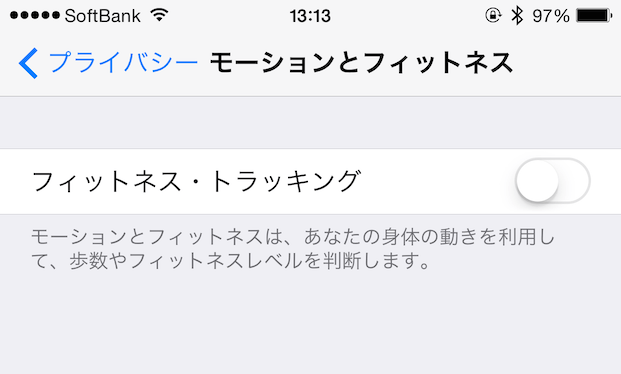 SoftBank 13:13 97%
プライバシー モーションとフィットネス
フィットネス・トラッキング
モーションとフィットネスは、あなたの身体の動きを利用し
て、歩数やフィットネスレベルを判断します。